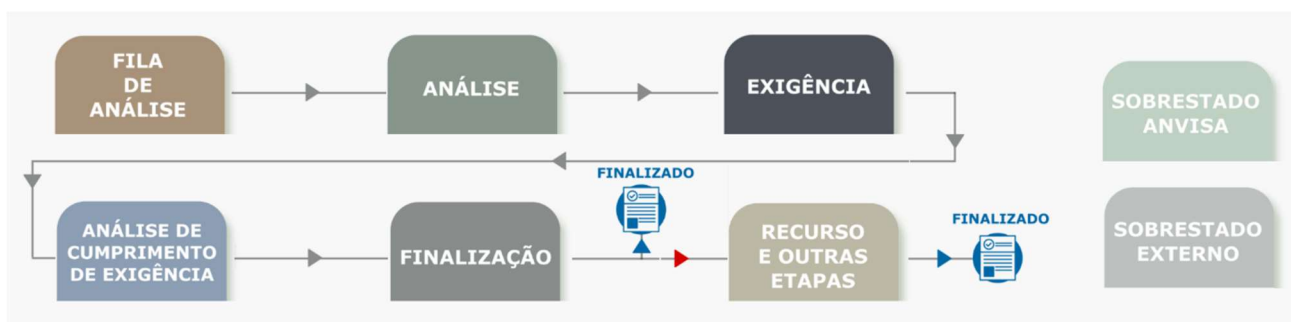 FILA
DE
ANÁLISE
ANÁLISE
EXIGÊNCIA
SOBRESTADO
ANVISA
ANÁLISE DE
CUMPRIMENTO
DE EXIGÊNCIA
FINALIZAÇÃO
FINALIZADO
RECURSO
E OUTRAS
ETAPAS
FINALIZADO
SOBRESTADO
EXTERNO